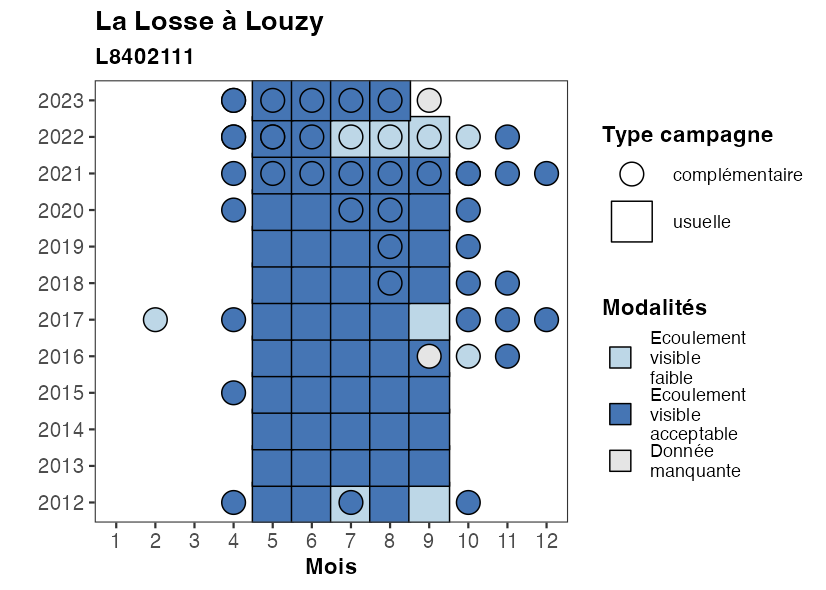 La Losse à Louzy
L8402111
2023
2022
2021
2020
2019
2018
2017
2016
2015
2014
2013
2012
1 2 3 4 5 6 7 8 9 10 11 12
Mois
Type campagne
complémentaire
usuelle
Modalités
Ecoulement
visible
faible
Ecoulement
visible
acceptable
Donnée
manquante